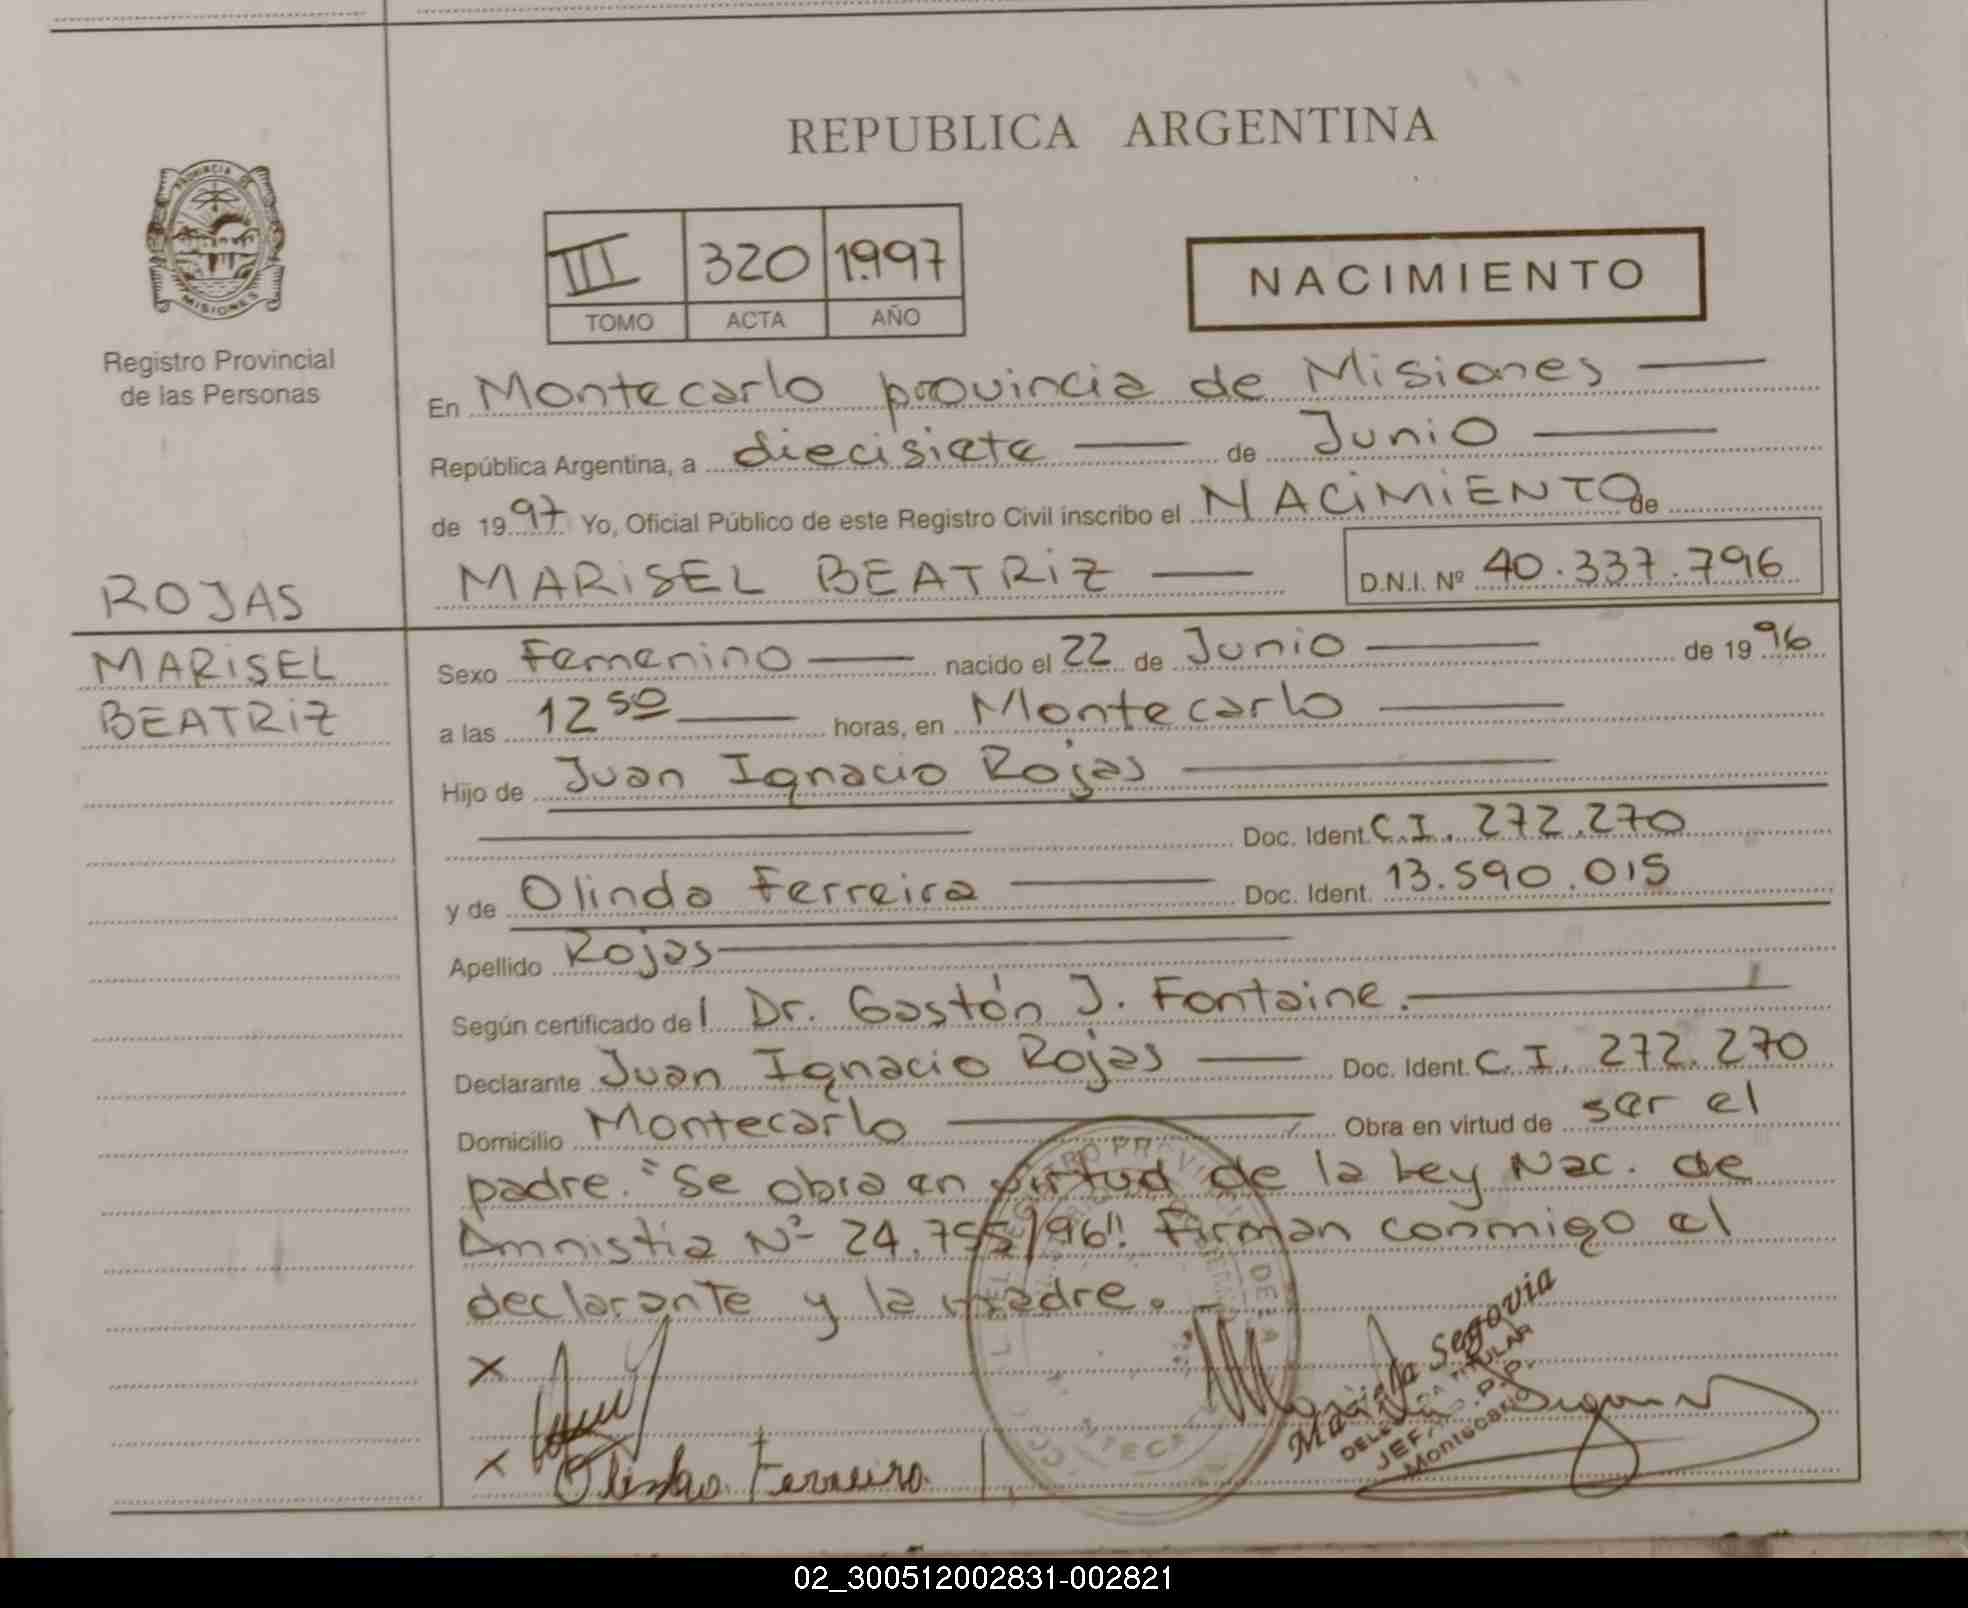 REPUBLICA ARGENTINA
PROVINCIA DE
MISIONES
Registro Provincial
de las Personas
III 320 1997
TOMO ACTA AÑO
NACIMIENTO
En Montecarlo provincia de Misiones
República Argentina, a diecisiete de Junio
de 1997 Yo, Oficial Público de este Registro Civil inscribo el NACIMIENTO de
ROJAS
MARISEL BEATRIZ D.N.I. Nº 40.337.796
MARISEL
BEATRIZ
Sexo Femenino nacido el 22 de Junio de 1996
a las 12 50 horas, en Montecarlo
Hijo de Juan Ignacio Rojas
Doc. Ident. C.I. 272.270
y de Olinda Ferreira Doc. Ident. 13.590.015
Apellido Rojas
Según certificado del Dr. Gastón J. Fontaine.
Declarante Juan Ignacio Rojas Doc. Ident. C.I. 272.270
Domicilio Montecarlo Obra en virtud de ser el
padre. "Se obra en virtud de la Ley Nac. de
Amnistia Nº 24.755/96". Firman conmigo el
declarante y la madre.
X
X Olinda Ferreira
Segovia
TITULAR
Montecarlo
02_300512002831-002821